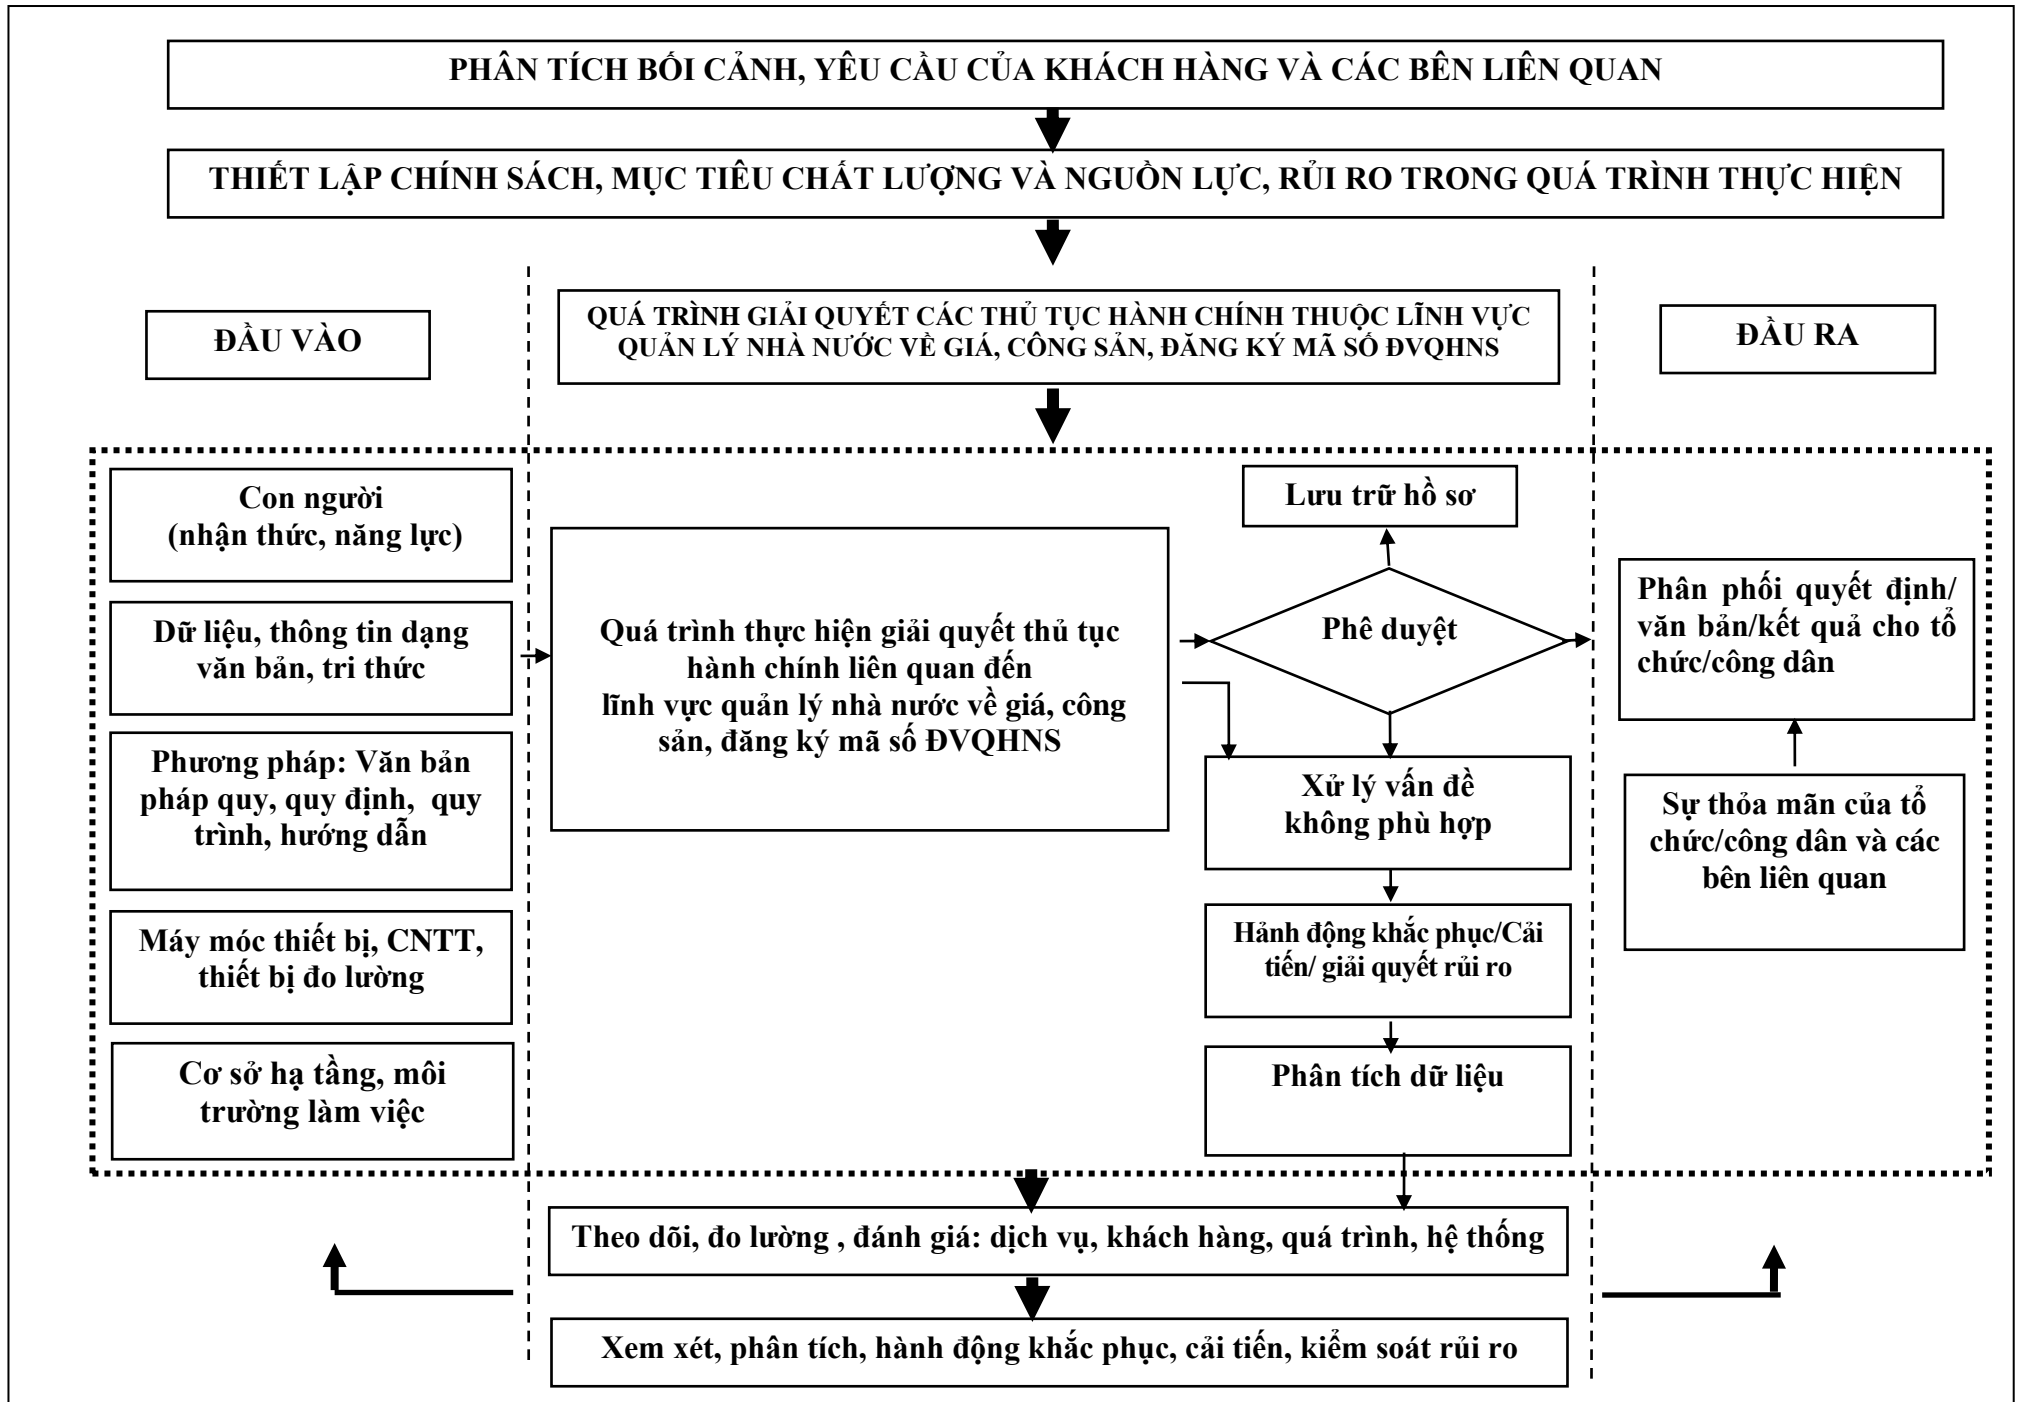 PHÂN TÍCH BỐI CẢNH, YÊU CẦU CỦA KHÁCH HÀNG VÀ CÁC BÊN LIÊN QUAN
THIẾT LẬP CHÍNH SÁCH, MỤC TIÊU CHẤT LƯỢNG VÀ NGUỒN LỰC, RỦI RO TRONG QUÁ TRÌNH THỰC HIỆN
ĐẦU VÀO
QUÁ TRÌNH GIẢI QUYẾT CÁC THỦ TỤC HÀNH CHÍNH THUỘC LĨNH VỰC
QUẢN LÝ NHÀ NƯỚC VỀ GIÁ, CÔNG SẢN, ĐĂNG KÝ MÃ SỐ ĐVQHNS
ĐẦU RA
Con người
(nhận thức, năng lực)
Dữ liệu, thông tin dạng
văn bản, tri thức
Phương pháp: Văn bản
pháp quy, quy định, quy
trình, hướng dẫn
Máy móc thiết bị, CNTT,
thiết bị đo lường
Cơ sở hạ tầng, môi
trường làm việc
Quá trình thực hiện giải quyết thủ tục
hành chính liên quan đến
lĩnh vực quản lý nhà nước về giá, công
sản, đăng ký mã số ĐVQHNS
Lưu trữ hồ sơ
Phê duyệt
Xử lý vấn đề
không phù hợp
Hảnh động khắc phục/Cải
tiến/ giải quyết rủi ro
Phân tích dữ liệu
Phân phối quyết định/
văn bản/kết quả cho tổ
chức/công dân
Sự thỏa mãn của tổ
chức/công dân và các
bên liên quan
Theo dõi, đo lường , đánh giá: dịch vụ, khách hàng, quá trình, hệ thống
Xem xét, phân tích, hành động khắc phục, cải tiến, kiểm soát rủi ro